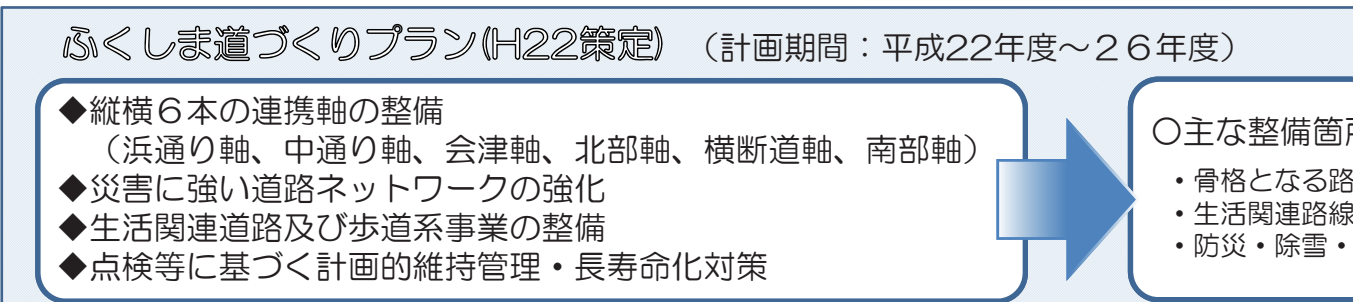 ふくしま道づくりプラン(H22策定) （計画期間：平成22年度～２６年度）
◆縦横６本の連携軸の整備
（浜通り軸、中通り軸、会津軸、北部軸、横断道軸、南部軸）
◆災害に強い道路ネットワークの強化
◆生活関連道路及び歩道系事業の整備
◆点検等に基づく計画的維持管理・長寿命化対策
○主な整備箇所
・骨格となる路
・生活関連路線
・防災・除雪・